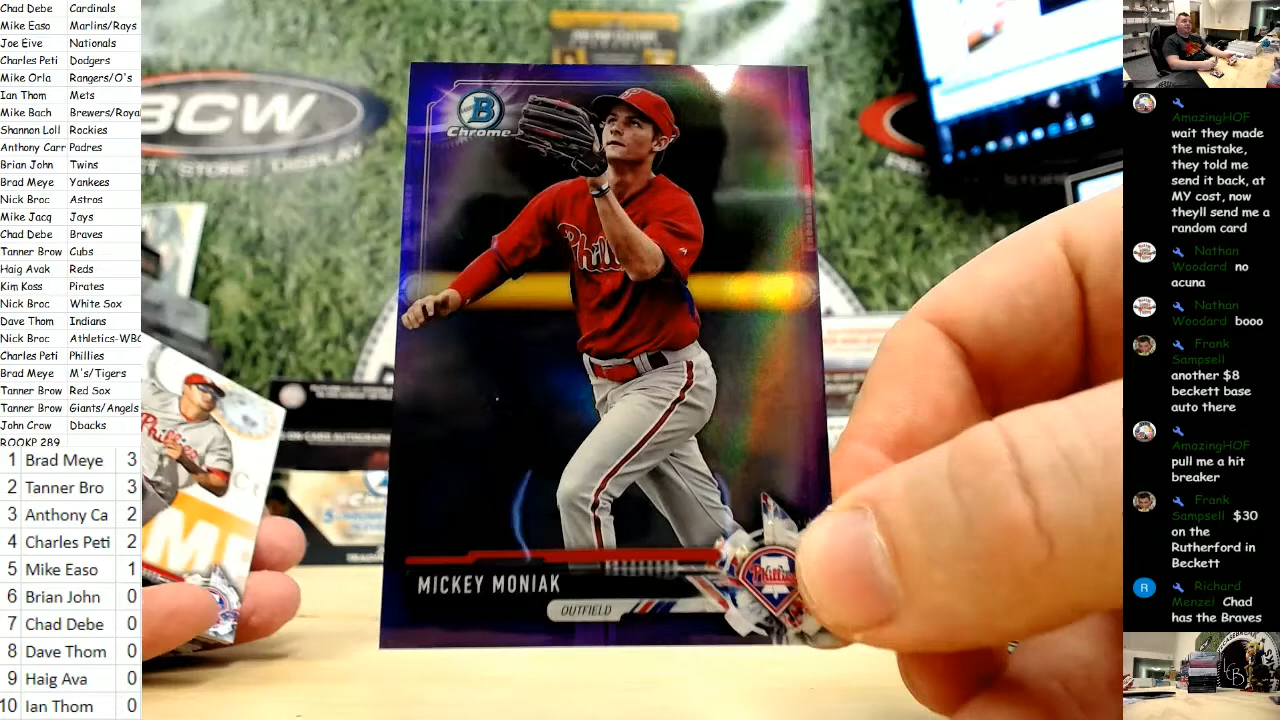 Chad Debe Cardinals
Mike Easo Marlins/Rays
Joe Eive Nationals
Charles Peti Dodgers
Mike Orla Rangers/O's
Ian Thom Mets
Mike Bach Brewers/Roya
Shannon Loll Rockies
Anthony Carr Padres
Brian John Twins
Brad Meye Yankees
Nick Broc Astros
Mike Jacq Jays
Chad Debe Braves
Tanner Brow Cubs
Haig Avak Reds
Kim Koss Pirates
Nick Broc White Sox
Dave Thom Indians
Nick Broc Athletics-WBC
Charles Peti Phillies
Brad Meye M's/Tigers
Tanner Brow Red Sox
Tanner Brow Giants/Angels
John Crow Dbacks
1 Brad Meye 3
2 Tanner Bro 3
3 Anthony Ca 2
4 Charles Peti 2
5 Mike Easo 1
6 Brian John 0
7 Chad Debe 0
8 Dave Thom 0
9 Haig Ava 0
10 Ian Thom 0
BCW
STORE DISPLAY
B
Chrome
P
Phill
MICKEY MONIAK
OUTFIELD
Phillies
AmazingHOF
wait they made
the mistake,
they told me
send it back, at
MY cost, now
theyll send me a
random card
Nathan
Woodard no
acuna
Nathan
Woodard booo
Frank
Sampsell
another $8
beckett base
auto there
AmazingHOF
pull me a hit
breaker
Frank
Sampsell $30
on the
Rutherford in
Beckett
R
Richard
Menzel Chad
has the Braves